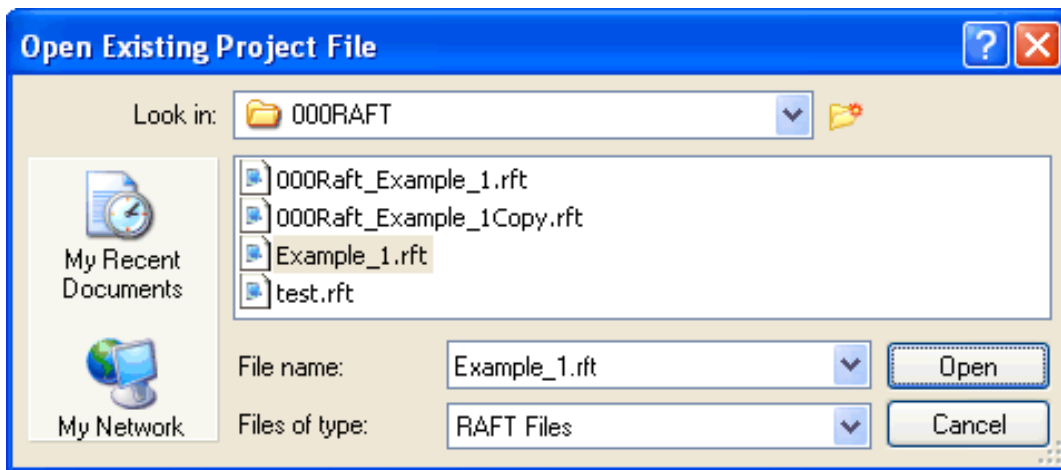 Open Existing Project File
Look in: 000RAFT
000Raft_Example_1.rft
000Raft_Example_1Copy.rft
Example_1.rft
test.rft
My Recent
Documents
My Network
File name: Example_1.rft Open
Files of type: RAFT Files Cancel